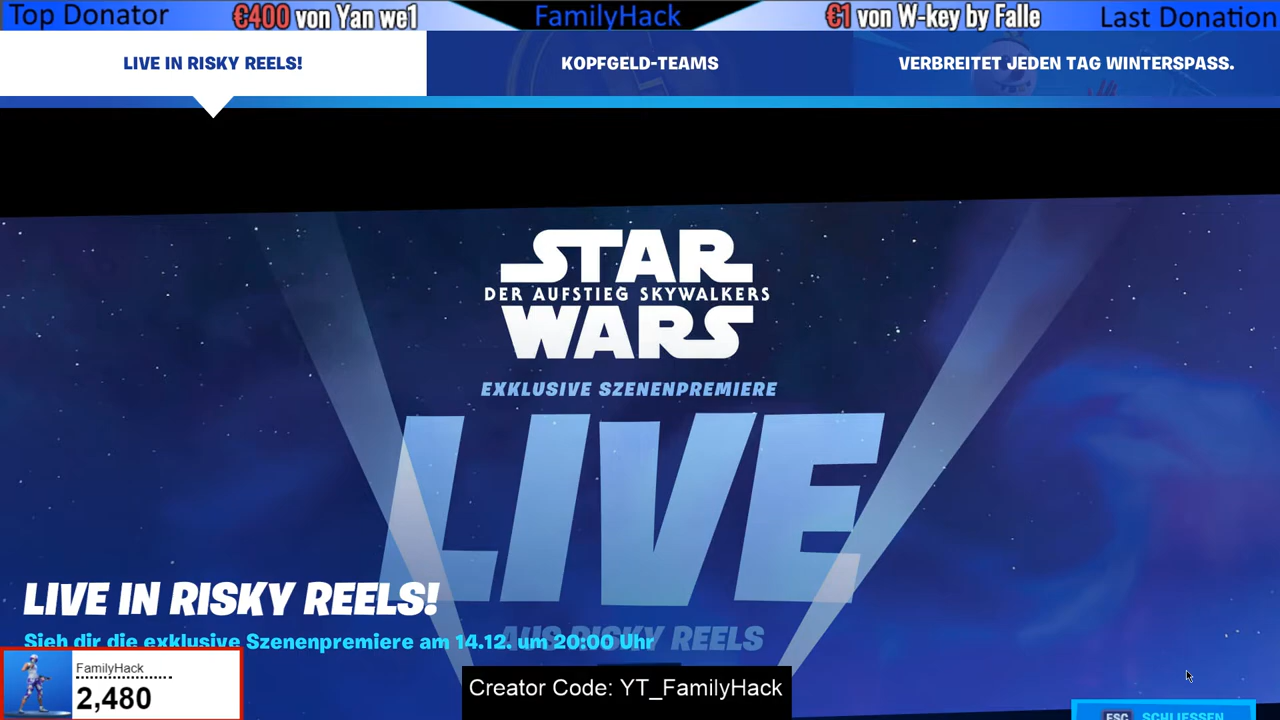 Top Donator €400 von Yan we1 FamilyHack €1 von W-key by Falle Last Donation
LIVE IN RISKY REELS! KOPFGELD-TEAMS VERBREITET JEDEN TAG WINTERSPASS.
STAR
DER AUFSTIEG SKYWALKERS
WARS
EXKLUSIVE SZENENPREMIERE
LIVE
AUS RISKY REELS
LIVE IN RISKY REELS!
Sieh dir die exklusive Szenenpremiere am 14.12. um 20:00 Uhr
FamilyHack
2,480
Creator Code: YT_FamilyHack
ESC SCHLIESSEN